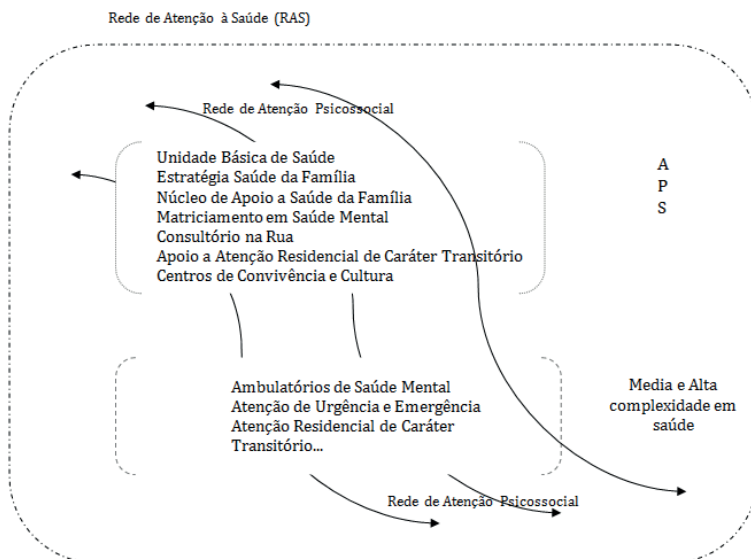 Rede de Atenção à Saúde (RAS)
Rede de Atenção Psicossocial
Unidade Básica de Saúde
Estratégia Saúde da Família
Núcleo de Apoio a Saúde da Família
Matriciamento em Saúde Mental
Consultório na Rua
Apoio a Atenção Residencial de Caráter Transitório
Centros de Convivência e Cultura
A
P
S
Ambulatórios de Saúde Mental
Atenção de Urgência e Emergência
Atenção Residencial de Caráter
Transitório...
Media e Alta
complexidade em
saúde
Rede de Atenção Psicossocial